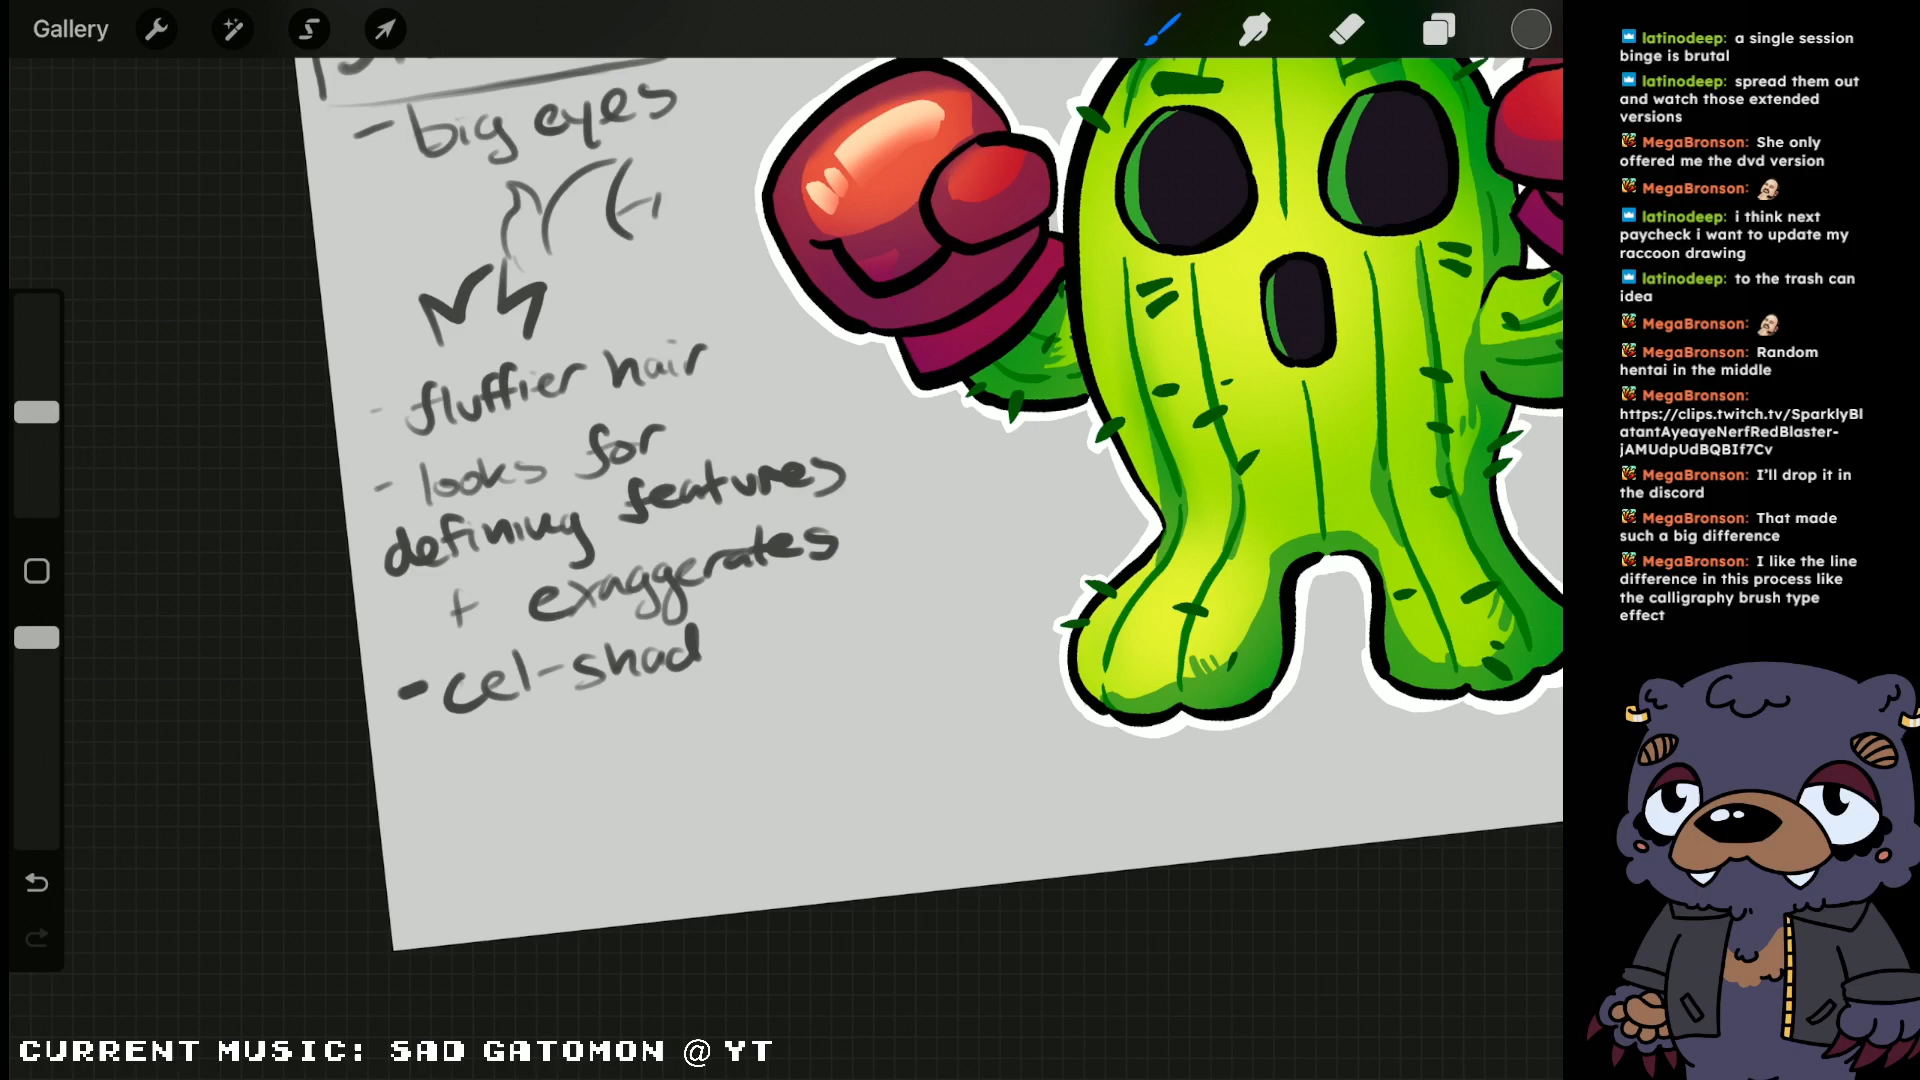 Gallery
- big eyes
- fluffier hair
- looks for
defining features
+ exaggerates
- cel-shad
latinodeep: a single session
binge is brutal
latinodeep: spread them out
and watch those extended
versions
MegaBronson: She only
offered me the dvd version
MegaBronson:
latinodeep: i think next
paycheck i want to update my
raccoon drawing
latinodeep: to the trash can
idea
MegaBronson:
MegaBronson: Random
hentai in the middle
MegaBronson:
https://clips.twitch.tv/SparklyBl
atantAyeayeNerfRedBlaster-
jAMUdpUdBQBIf7Cv
MegaBronson: I'll drop it in
the discord
MegaBronson: That made
such a big difference
MegaBronson: I like the line
difference in this process like
the calligraphy brush type
effect
CURRENT MUSIC: SAD GATOMON @ YT